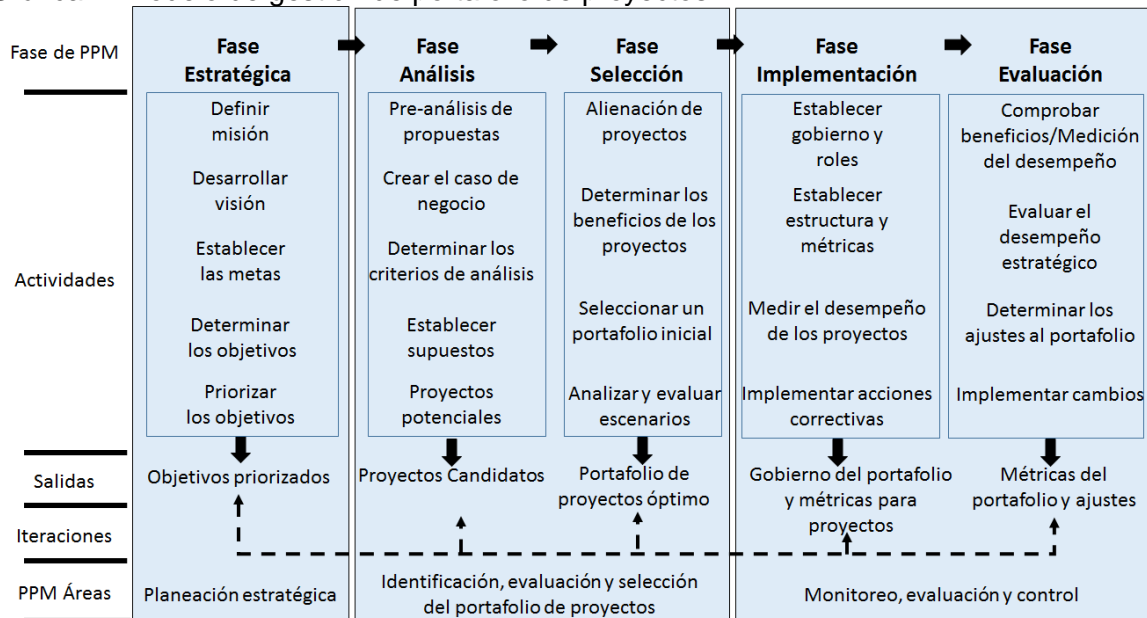 Fase de PPM
Fase
Estratégica
Fase
Análisis
Fase
Selección
Fase
Implementación
Fase
Evaluación
Actividades
Definir
misión
Desarrollar
visión
Establecer
las metas
Determinar
los objetivos
Priorizar
los objetivos
Pre-análisis de
propuestas
Crear el caso de
negocio
Determinar los
criterios de análisis
Establecer
supuestos
Proyectos
potenciales
Alienación de
proyectos
Determinar los
beneficios de los
proyectos
Seleccionar un
portafolio inicial
Analizar y evaluar
escenarios
Establecer
gobierno y
roles
Establecer
estructura y
métricas
Medir el desempeño
de los proyectos
Implementar acciones
correctivas
Comprobar
beneficios/Medición
del desempeño
Evaluar el
desempeño
estratégico
Determinar los
ajustes al portafolio
Implementar cambios
Salidas
Objetivos priorizados
Proyectos Candidatos
Portafolio de
proyectos óptimo
Gobierno del portafolio
y métricas para
proyectos
Métricas del
portafolio y ajustes
Iteraciones
PPM Áreas
Planeación estratégica
Identificación, evaluación y selección
del portafolio de proyectos
Monitoreo, evaluación y control